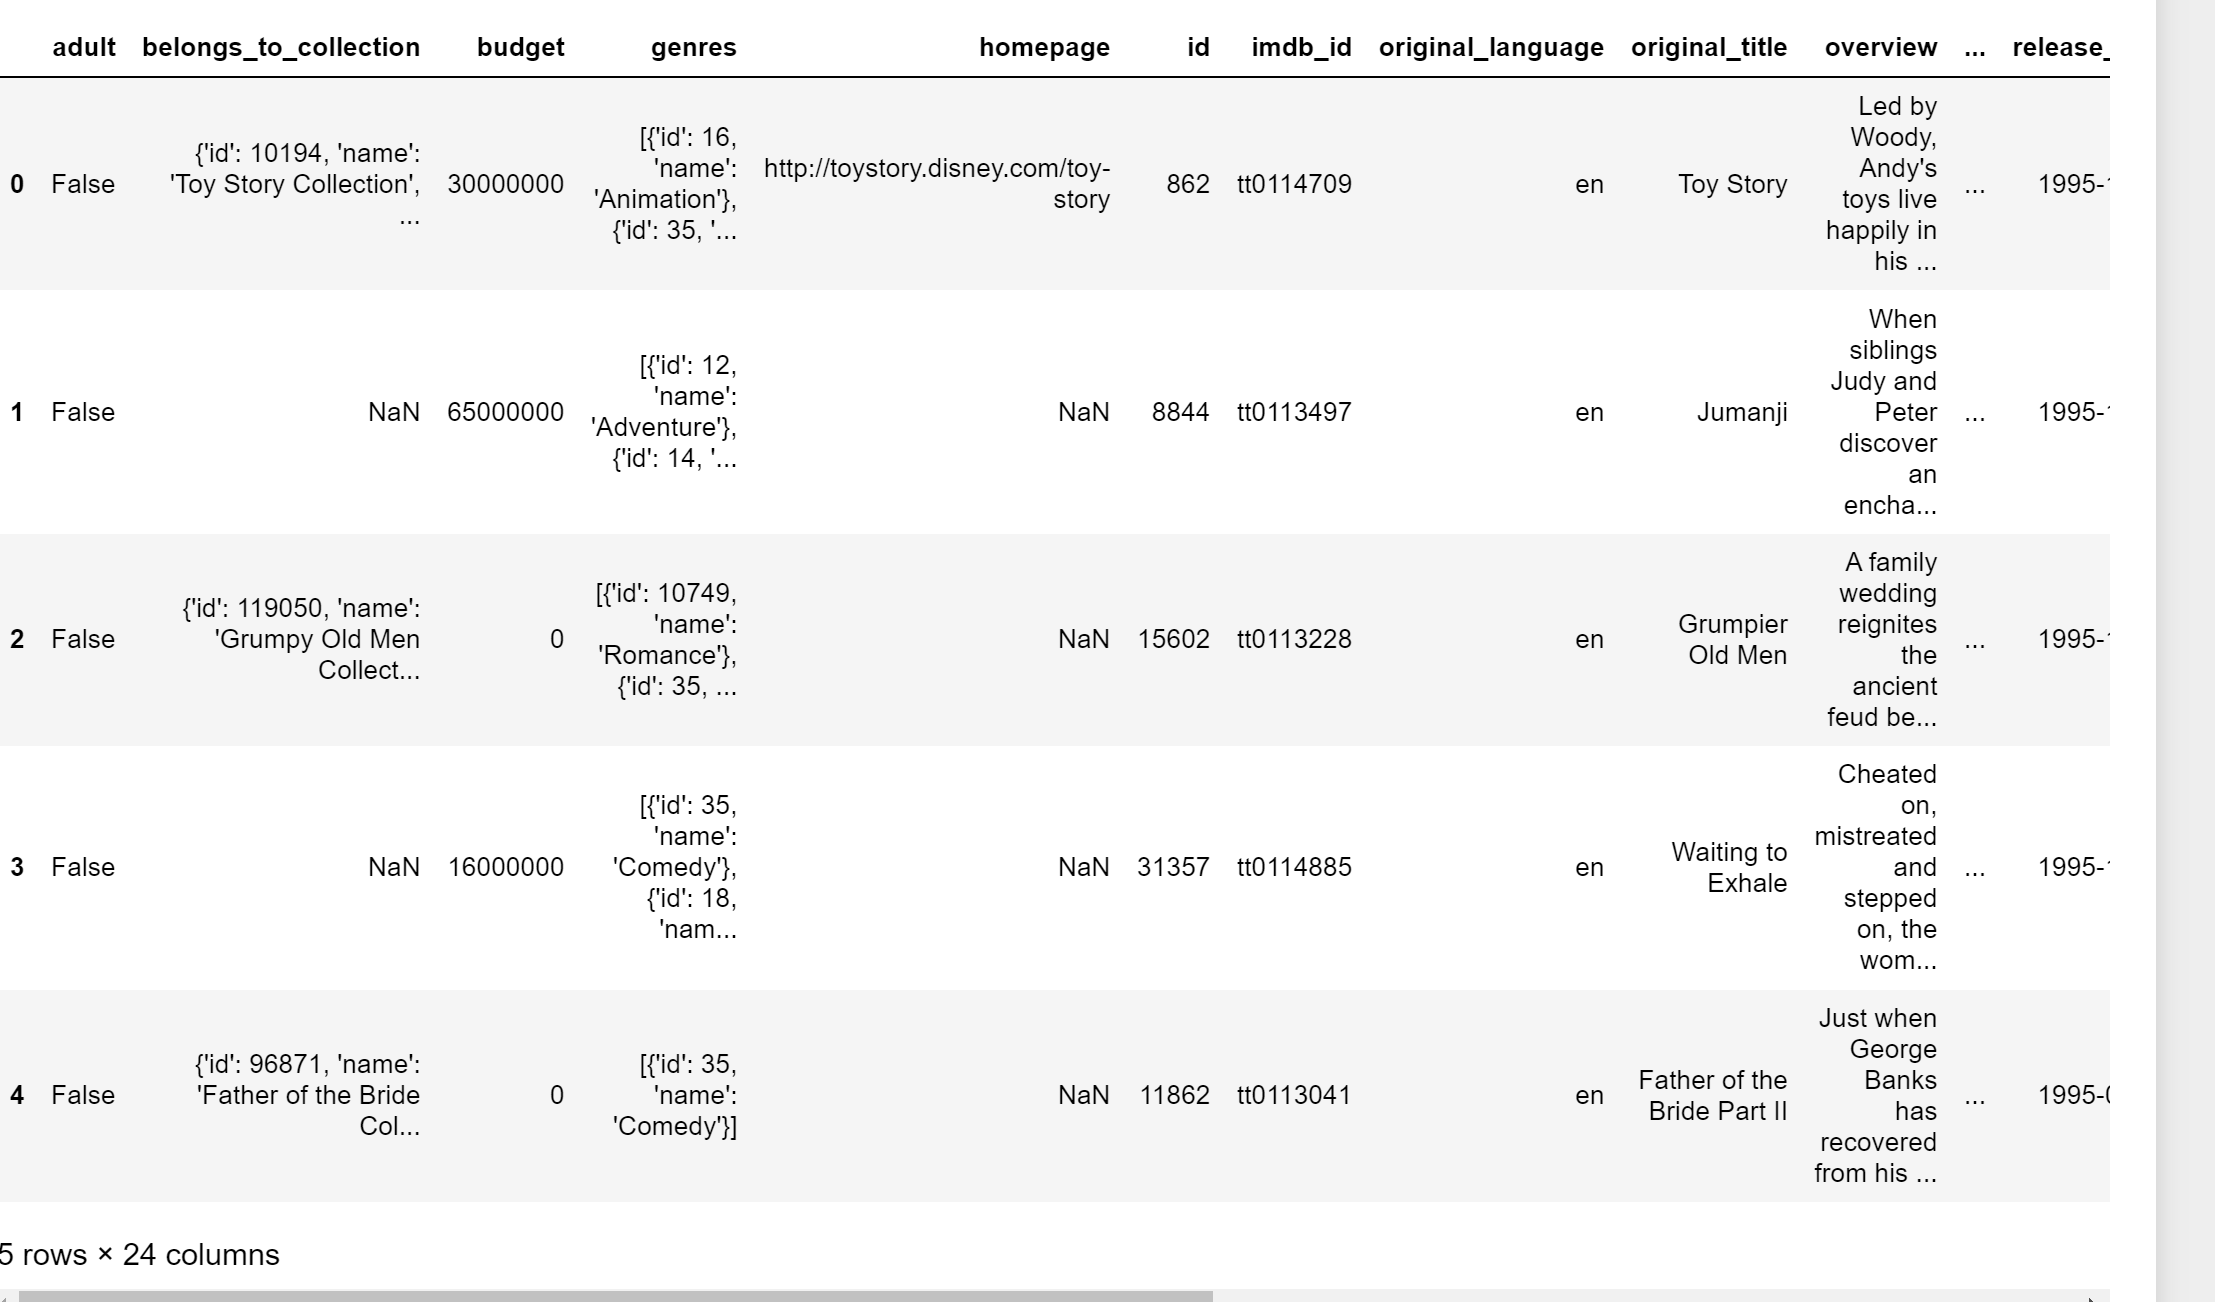 adult belongs_to_collection budget genres homepage id imdb_id original_language original_title overview ... release_
0 False {'id': 10194, 'name': 'Toy Story Collection', ... 30000000 [{'id': 16, 'name': 'Animation'}, {'id': 35, '... http://toystory.disney.com/toy-story 862 tt0114709 en Toy Story Led by Woody, Andy's toys live happily in his ... ... 1995-1
1 False NaN 65000000 [{'id': 12, 'name': 'Adventure'}, {'id': 14, '... NaN 8844 tt0113497 en Jumanji When siblings Judy and Peter discover an encha... ... 1995-1
2 False {'id': 119050, 'name': 'Grumpy Old Men Collect... 0 [{'id': 10749, 'name': 'Romance'}, {'id': 35, ... NaN 15602 tt0113228 en Grumpier Old Men A family wedding reignites the ancient feud be... ... 1995-1
3 False NaN 16000000 [{'id': 35, 'name': 'Comedy'}, {'id': 18, 'nam... NaN 31357 tt0114885 en Waiting to Exhale Cheated on, mistreated and stepped on, the wom... ... 1995-1
4 False {'id': 96871, 'name': 'Father of the Bride Col... 0 [{'id': 35, 'name': 'Comedy'}] NaN 11862 tt0113041 en Father of the Bride Part II Just when George Banks has recovered from his ... ... 1995-0
5 rows × 24 columns